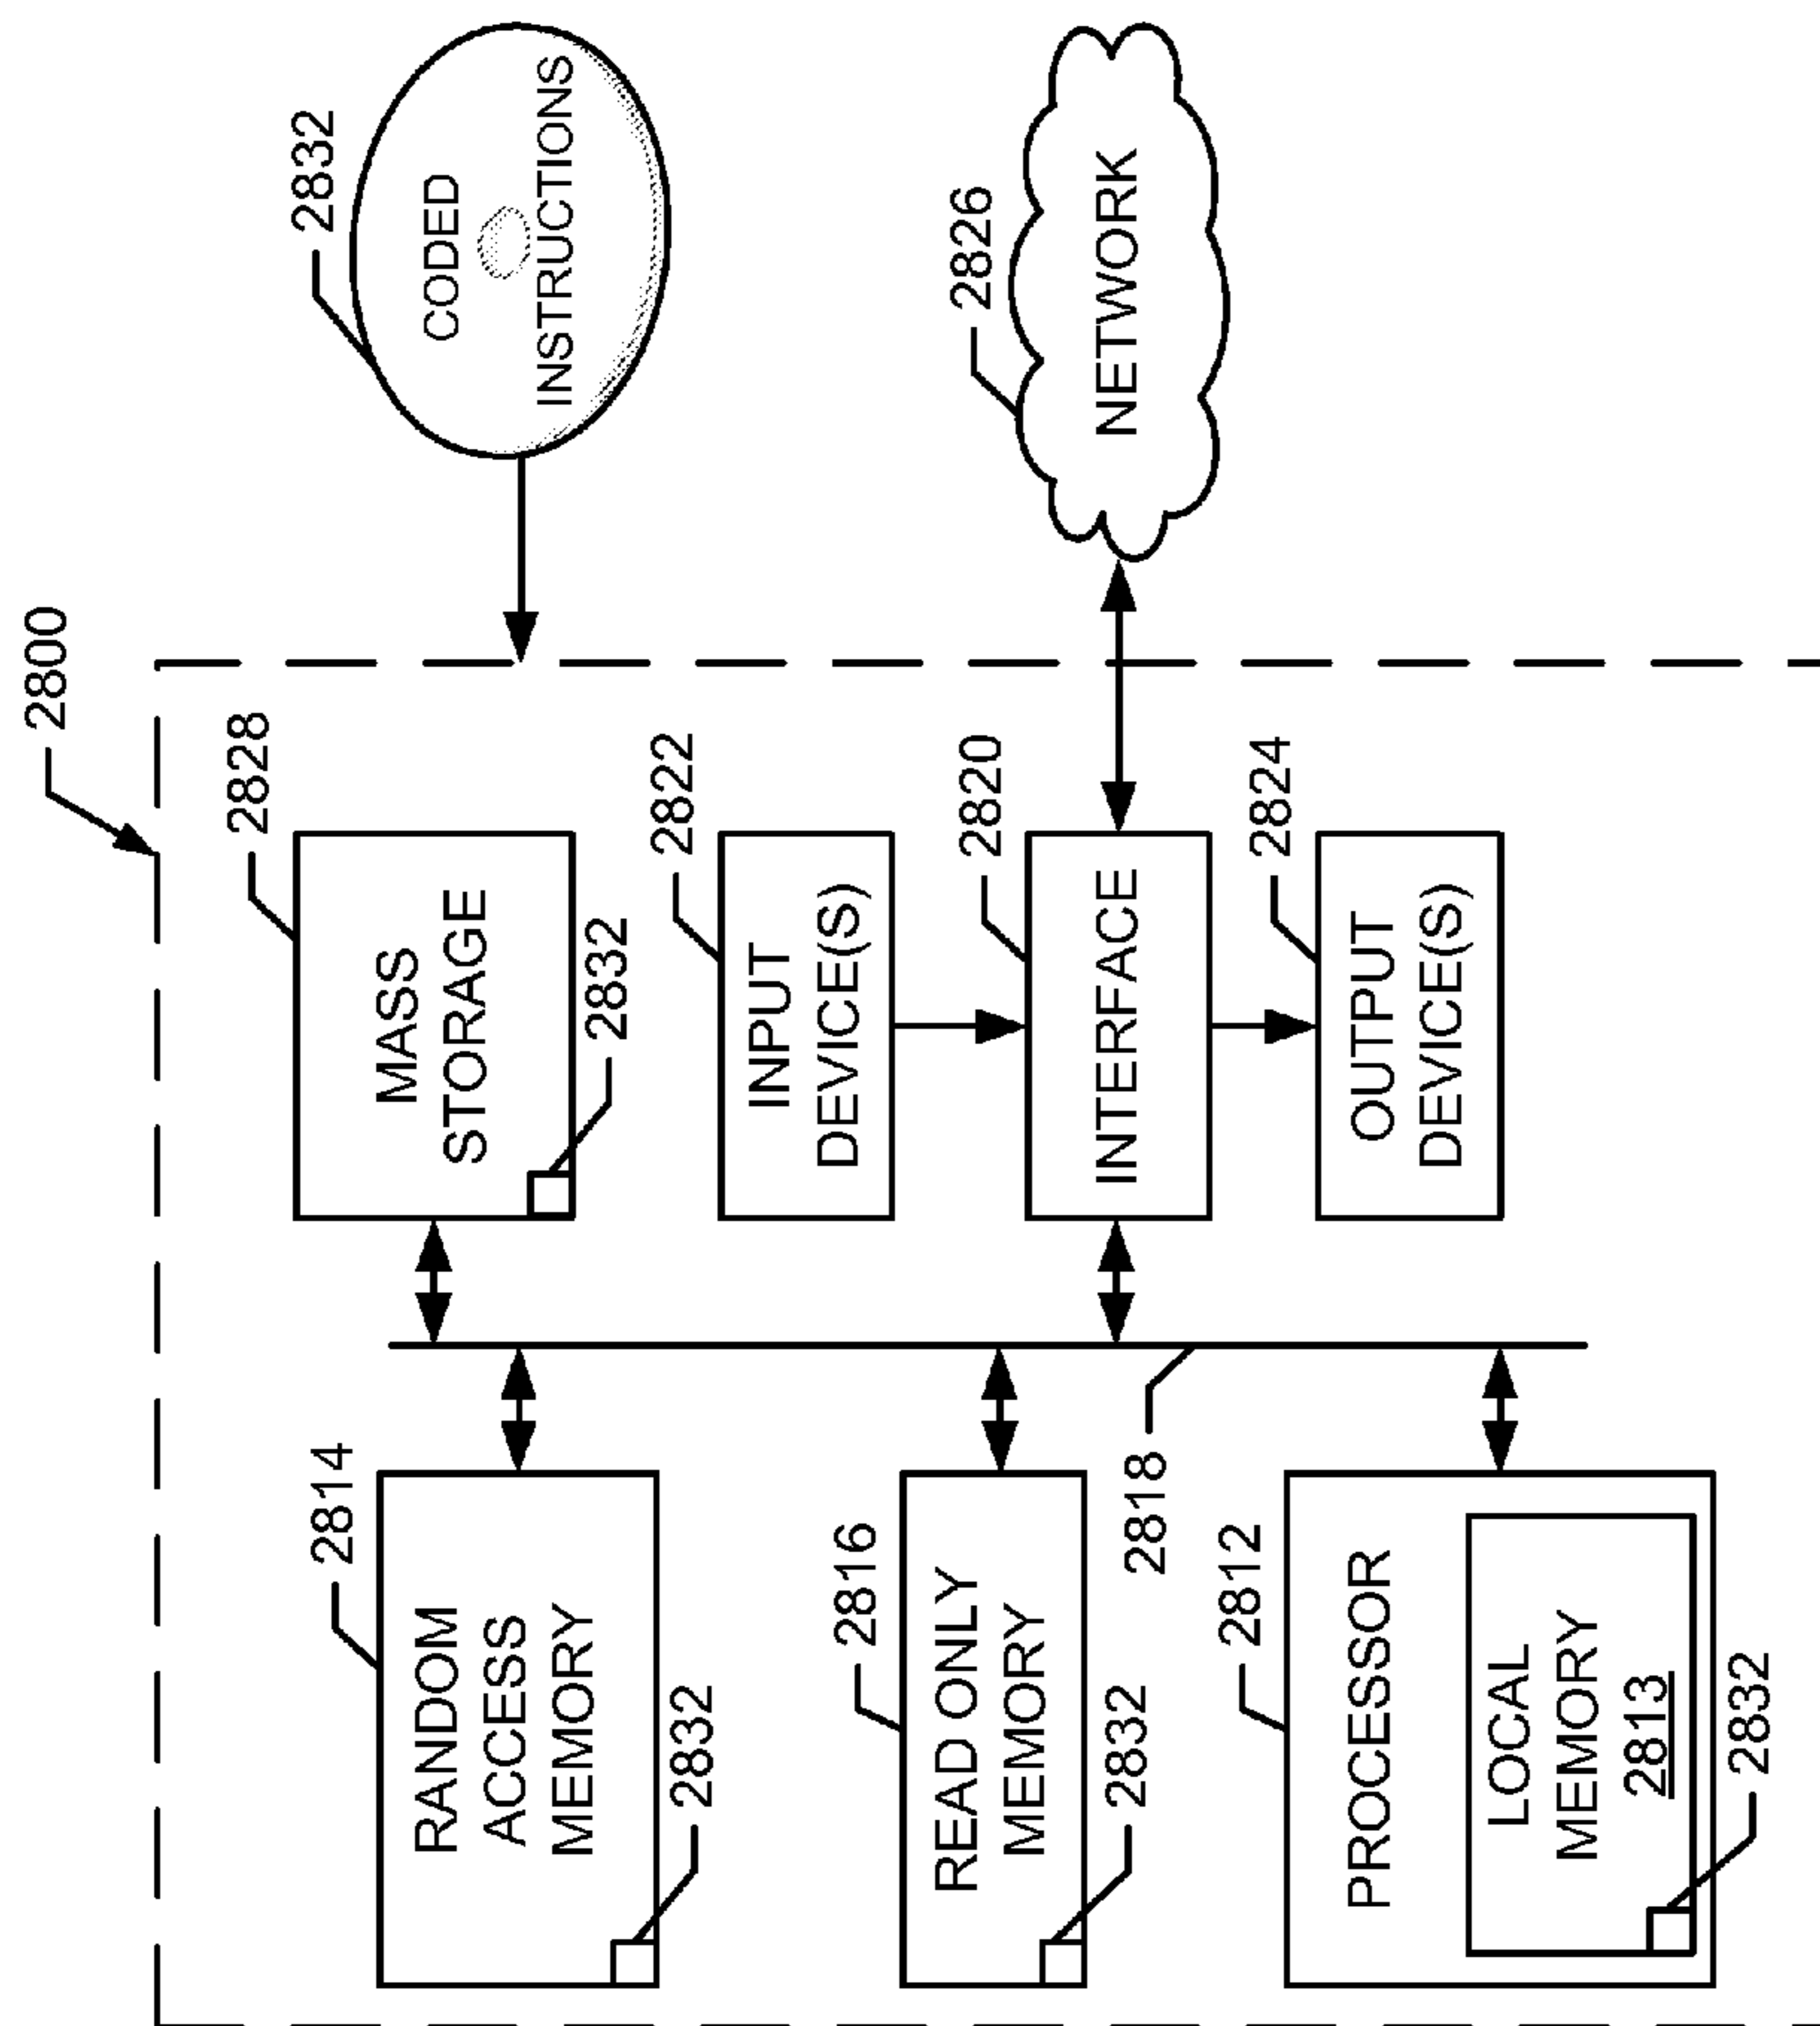 2800
2814
RANDOM
ACCESS
MEMORY
2832
2828
MASS
STORAGE
2832
2832
CODED
INSTRUCTIONS
2822
INPUT
DEVICE(S)
2816
READ ONLY
MEMORY
2832
2820
INTERFACE
2826
NETWORK
2818
2824
OUTPUT
DEVICE(S)
2812
PROCESSOR
LOCAL
MEMORY
2813
2832